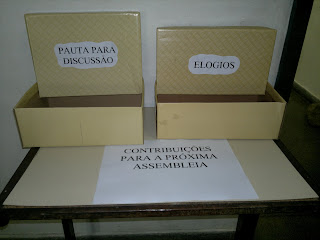 PAUTA PARA
DISCUSSÃO
ELOGIOS
CONTRIBUIÇÕES
PARA A PRÓXIMA
ASSEMBLEIA